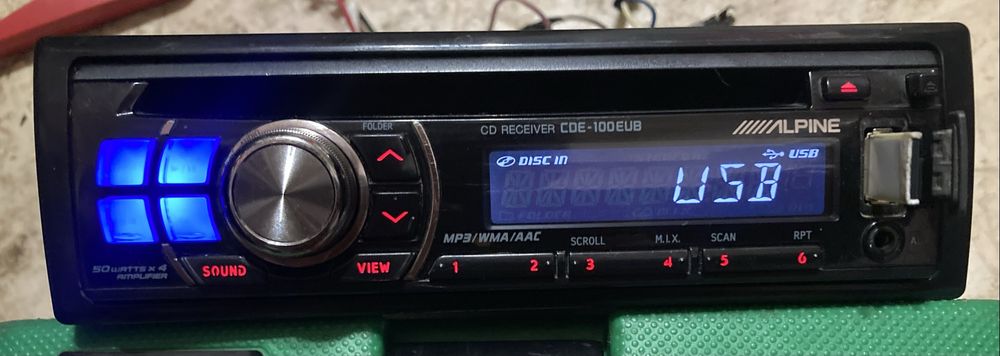 FOLDER
CD RECEIVER CDE-100EUB
ALPINE
DISC IN
USB
USB
MP3/WMA/AAC
SCROLL
M.I.X.
SCAN
RPT
50 WATTS X 4
AMPLIFIER
SOUND
VIEW
1
2
3
4
5
6